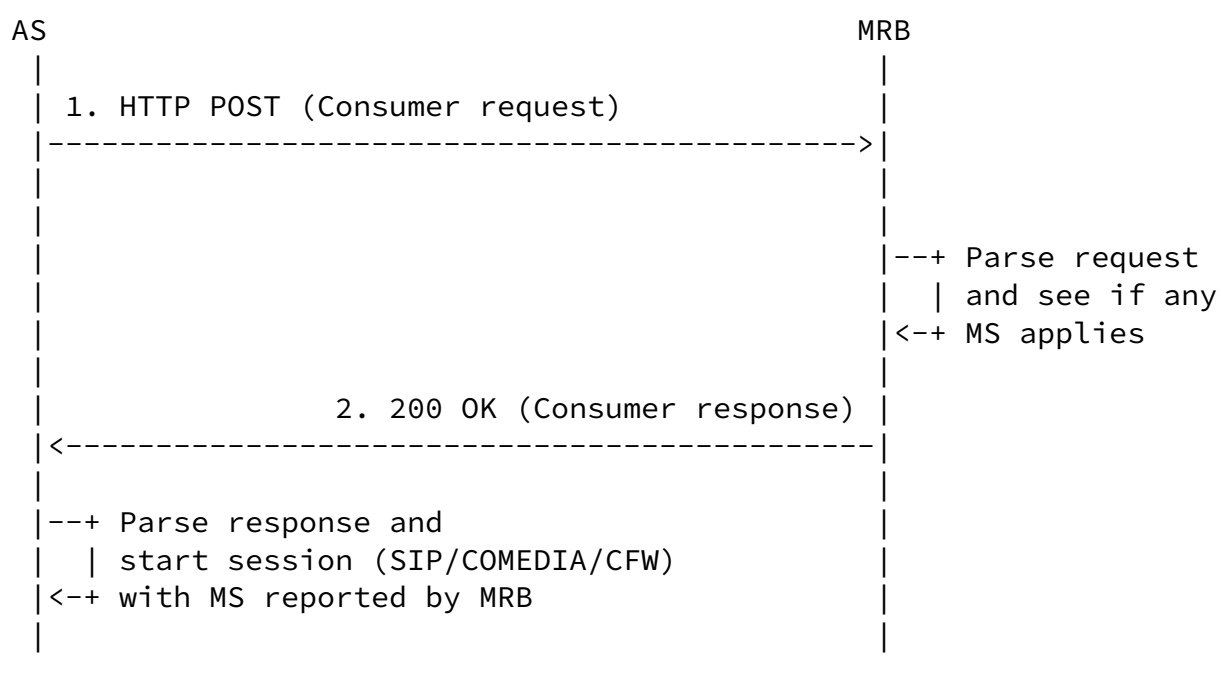 AS MRB
1. HTTP POST (Consumer request)
--+ Parse request
| and see if any
<-+ MS applies
2. 200 OK (Consumer response)
--+ Parse response and
| start session (SIP/COMEDIA/CFW)
<-+ with MS reported by MRB